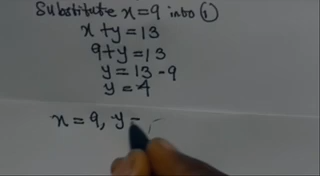 Substitute x=9 into ①
x+y=13
9+y=13
y=13-9
y=4
x=9, y=